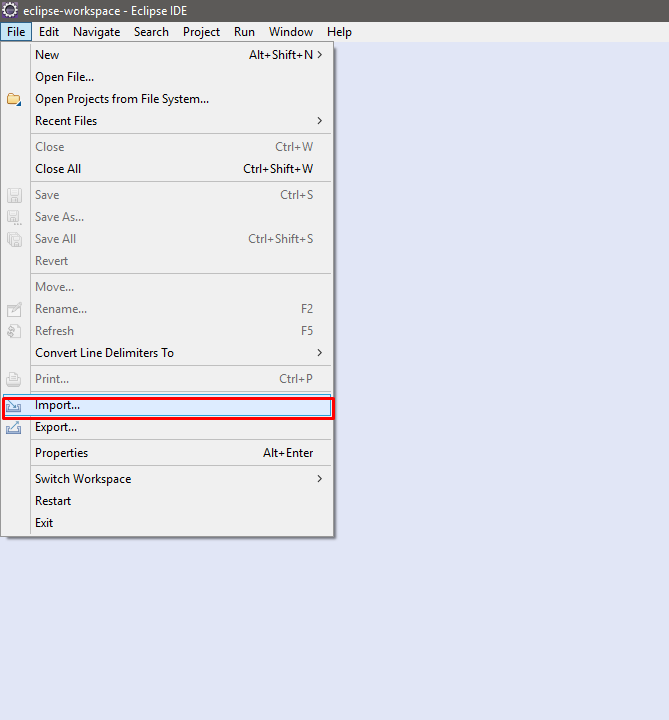 eclipse-workspace - Eclipse IDE
File Edit Navigate Search Project Run Window Help
New Alt+Shift+N >
Open File...
Open Projects from File System...
Recent Files >
Close Ctrl+W
Close All Ctrl+Shift+W
Save Ctrl+S
Save As...
Save All Ctrl+Shift+S
Revert
Move...
Rename... F2
Refresh F5
Convert Line Delimiters To >
Print... Ctrl+P
Import...
Export...
Properties Alt+Enter
Switch Workspace >
Restart
Exit